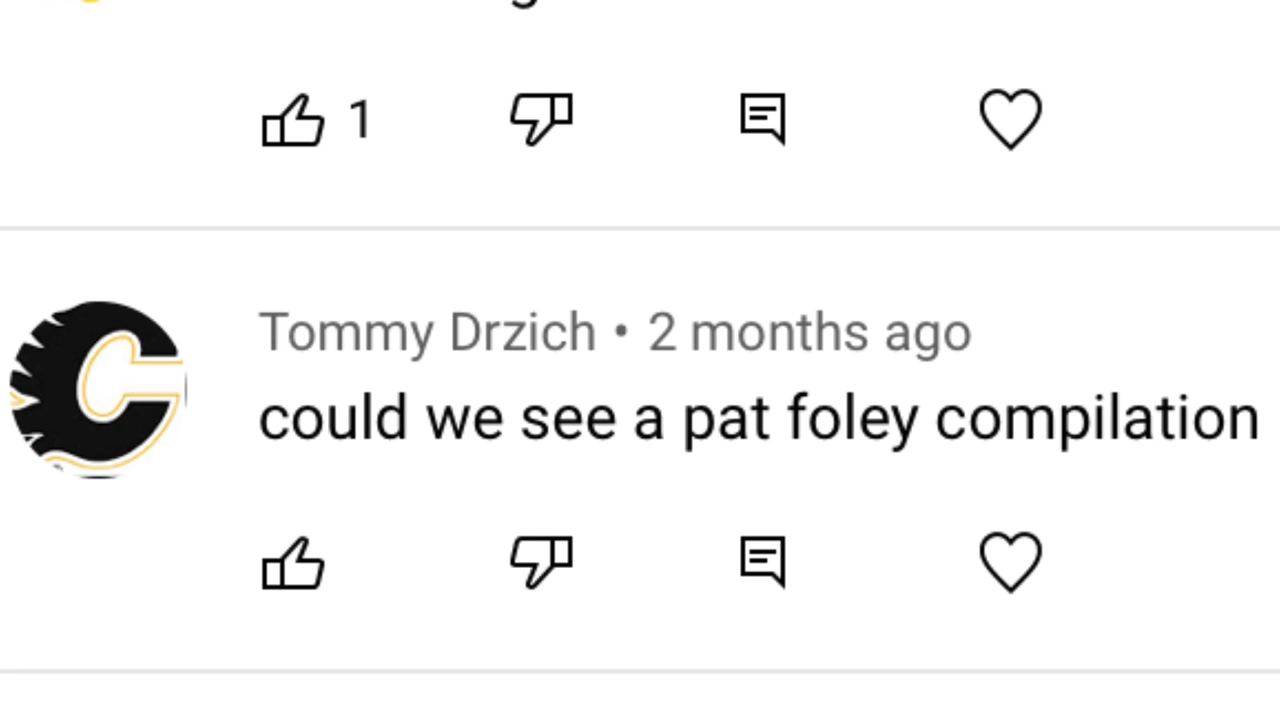 1
Tommy Drzich • 2 months ago
could we see a pat foley compilation